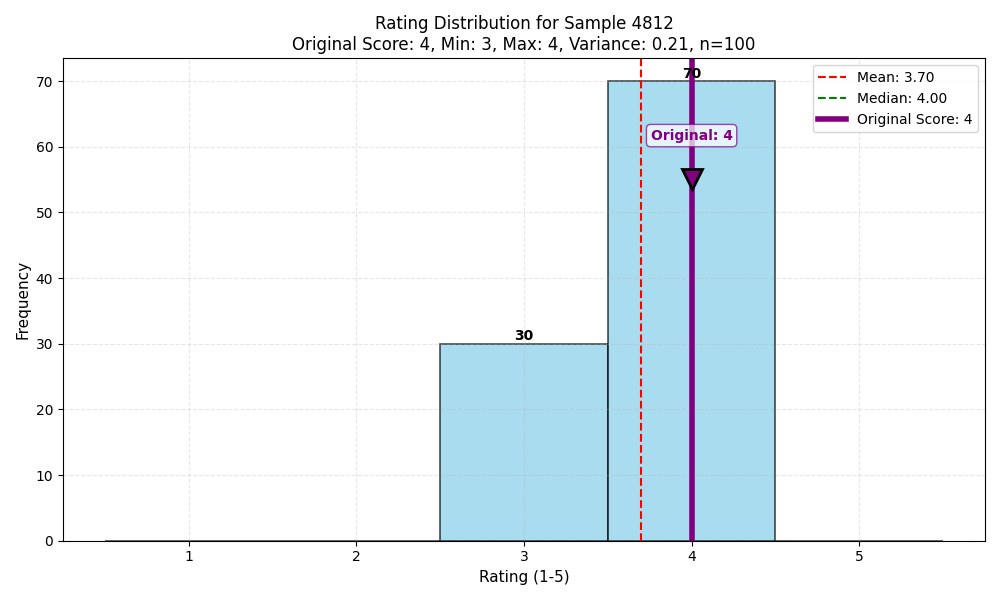 Rating Distribution for Sample 4812
Original Score: 4, Min: 3, Max: 4, Variance: 0.21, n=100
Mean: 3.70
Median: 4.00
Original Score: 4
70
Original: 4
30
Frequency
70
60
50
40
30
20
10
0
1 2 3 4 5
Rating (1-5)